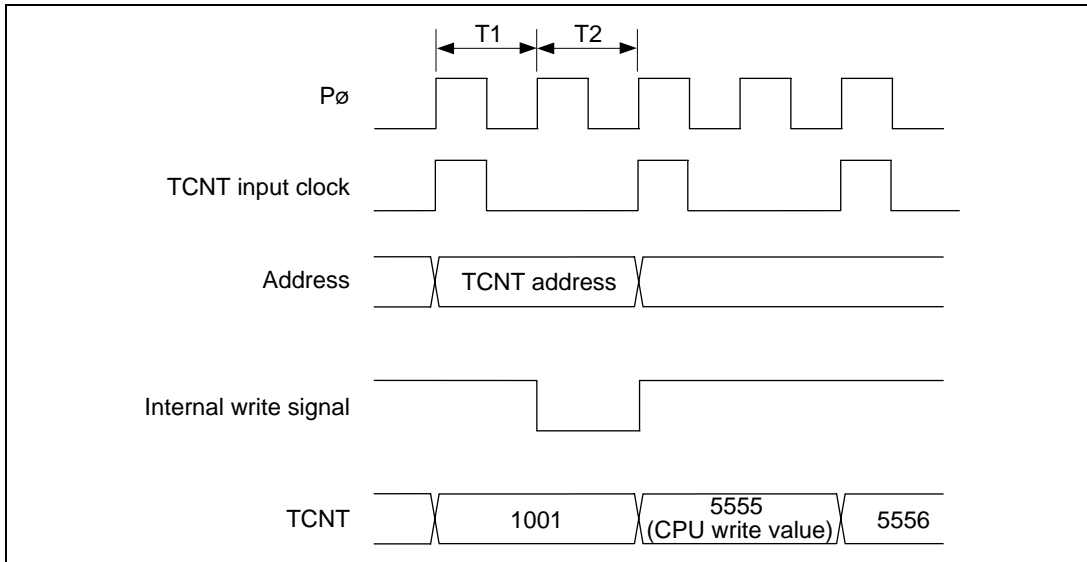 T1
T2
Pø
TCNT input clock
Address
TCNT address
Internal write signal
TCNT
1001
5555
(CPU write value)
5556